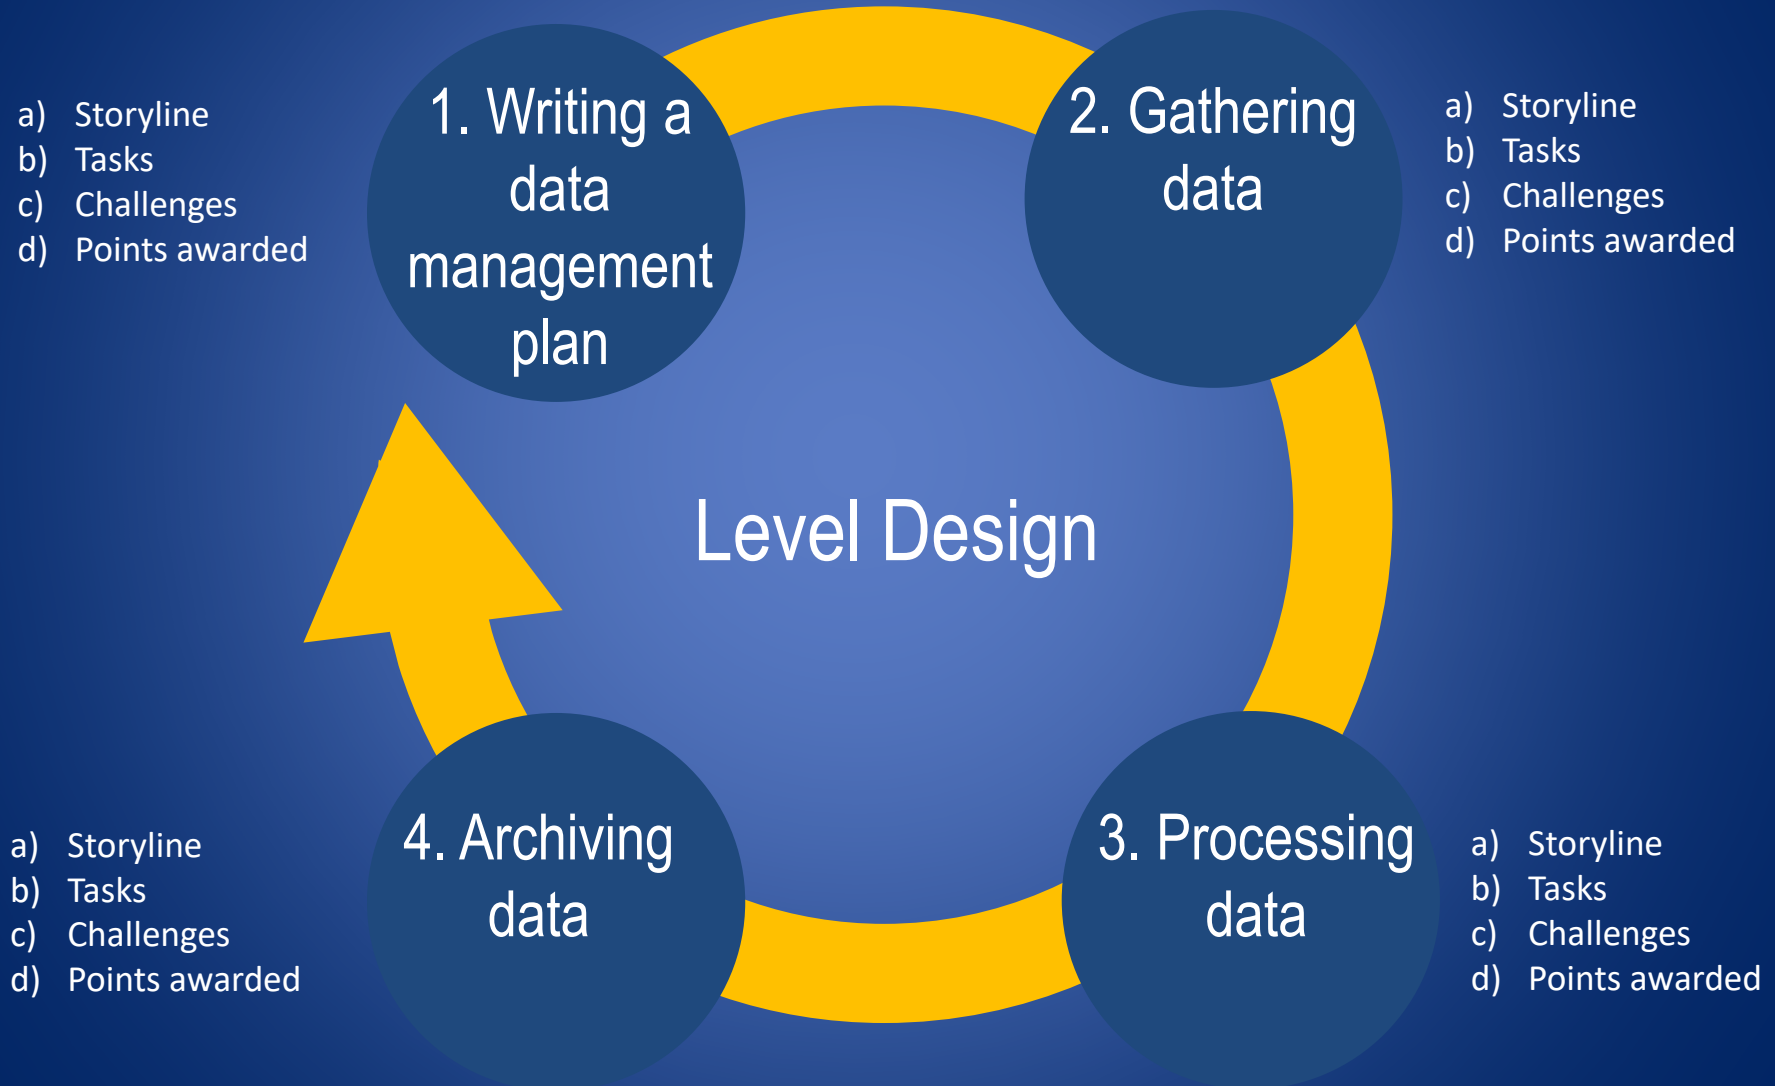 a) Storyline
b) Tasks
c) Challenges
d) Points awarded
1. Writing a
data
management
plan
2. Gathering
data
a) Storyline
b) Tasks
c) Challenges
d) Points awarded
Level Design
a) Storyline
b) Tasks
c) Challenges
d) Points awarded
4. Archiving
data
3. Processing
data
a) Storyline
b) Tasks
c) Challenges
d) Points awarded